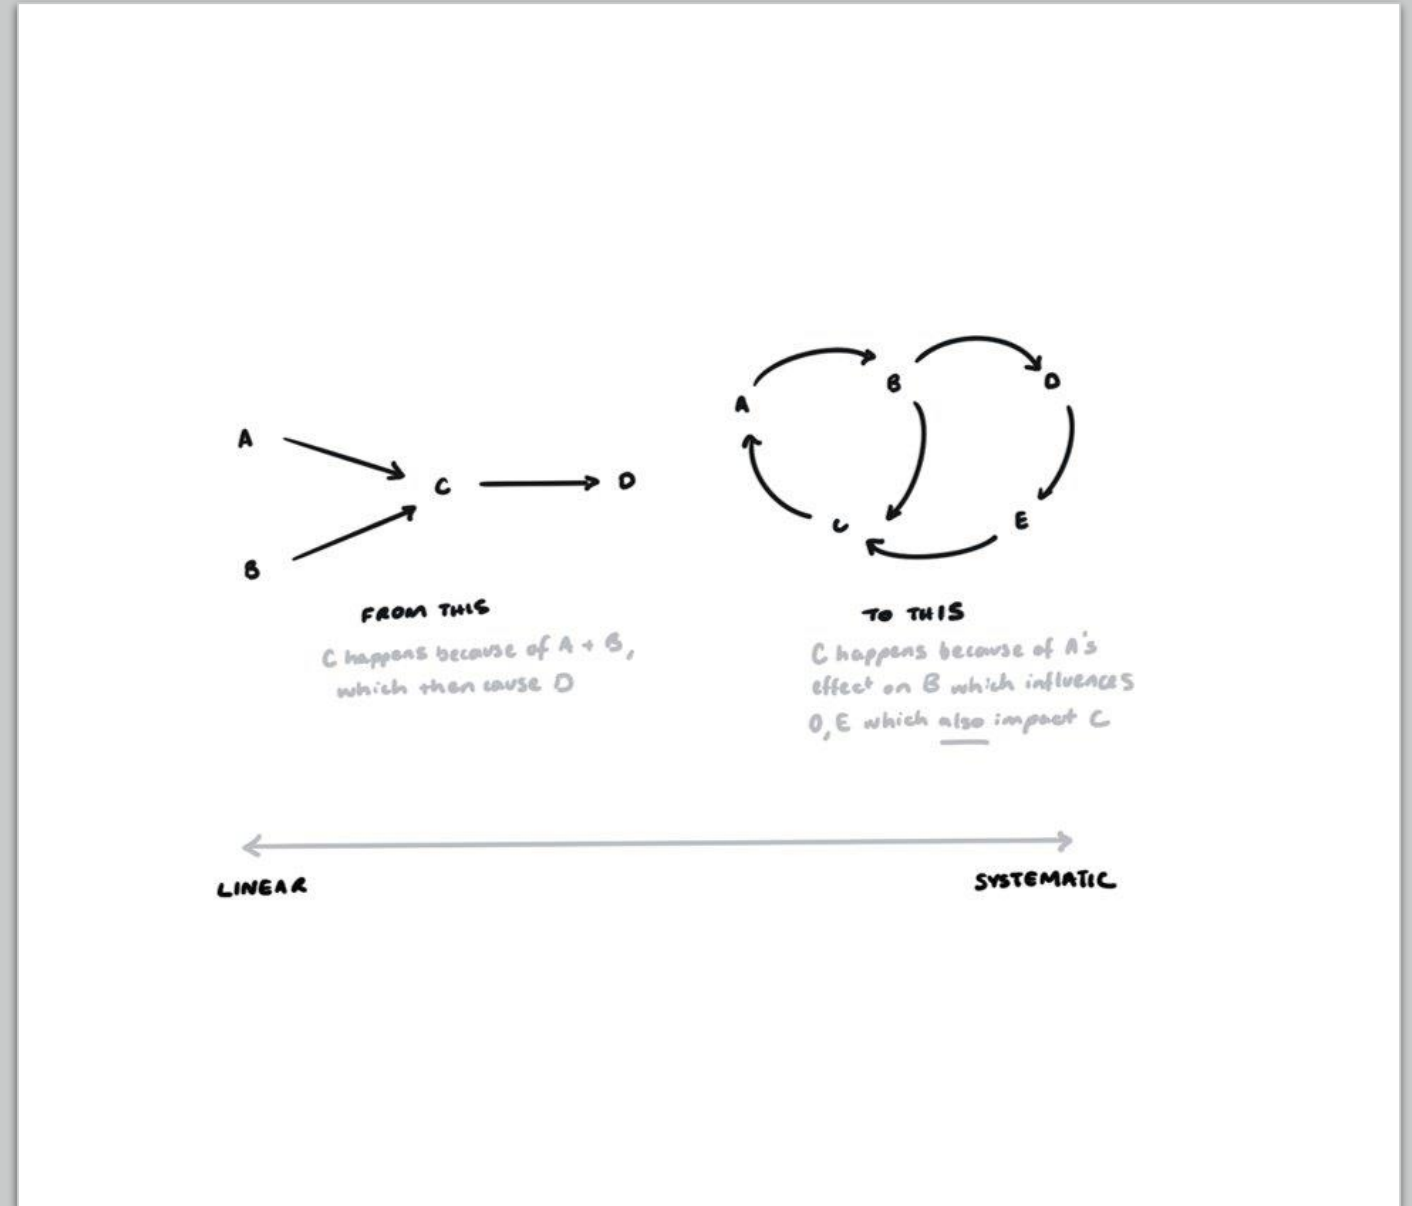 A
B
C
D
FROM THIS
C happens because of A + B,
which then cause D
A
B
D
C
E
TO THIS
C happens because of A's
effect on B which influences
D, E which also impact C
LINEAR
SYSTEMATIC